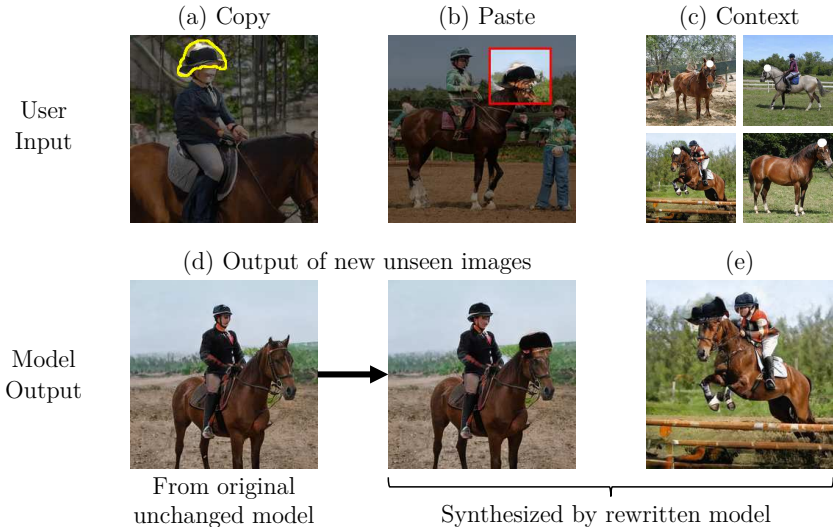 (a) Copy
(b) Paste
(c) Context
User
Input
(d) Output of new unseen images
(e)
Model
Output
From original
unchanged model
Synthesized by rewritten model